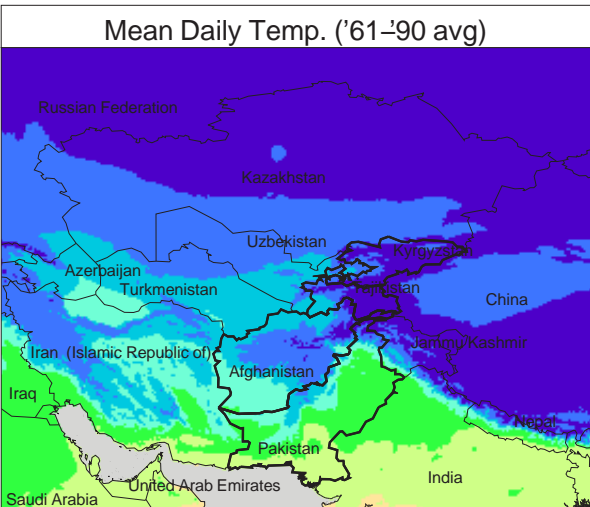 Mean Daily Temp. ('61–'90 avg)
Russian Federation
Kazakhstan
Uzbekistan
Kyrgyzstan
Azerbaijan
Turkmenistan
Tajikistan
China
Iran (Islamic Republic of)
Jammu Kashmir
Afghanistan
Iraq
Nepal
Pakistan
India
United Arab Emirates
Saudi Arabia